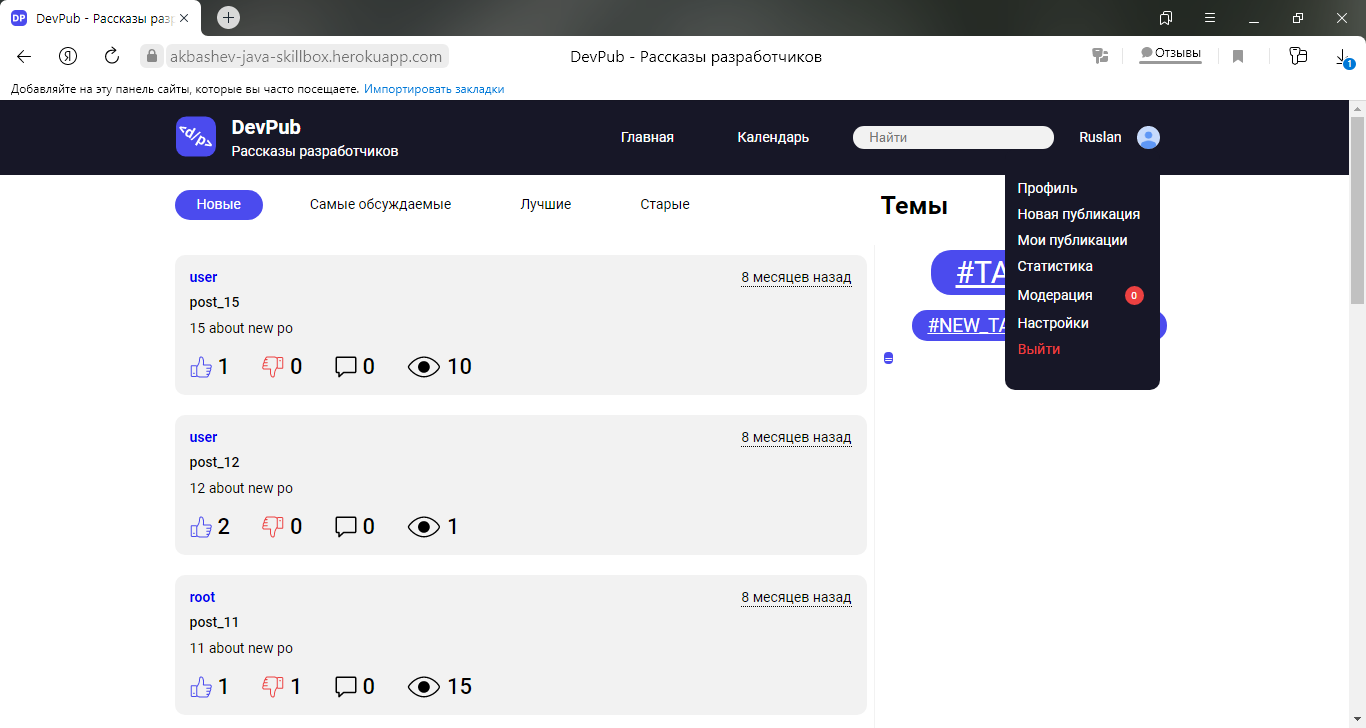 DP DevPub - Рассказы раз
akbashev-java-skillbox.herokuapp.com
DevPub - Рассказы разработчиков
Отзывы
1
Добавляйте на эту панель сайты, которые вы часто посещаете. Импортировать закладки
<d/p>
DevPub
Рассказы разработчиков
Главная
Календарь
Найти
Ruslan
Профиль
Новая публикация
Мои публикации
Статистика
Модерация 0
Настройки
Выйти
Новые
Самые обсуждаемые
Лучшие
Старые
Темы
#TA
#NEW_TA
user
8 месяцев назад
post_15
15 about new po
1 0 0 10
user
8 месяцев назад
post_12
12 about new po
2 0 0 1
root
8 месяцев назад
post_11
11 about new po
1 1 0 15